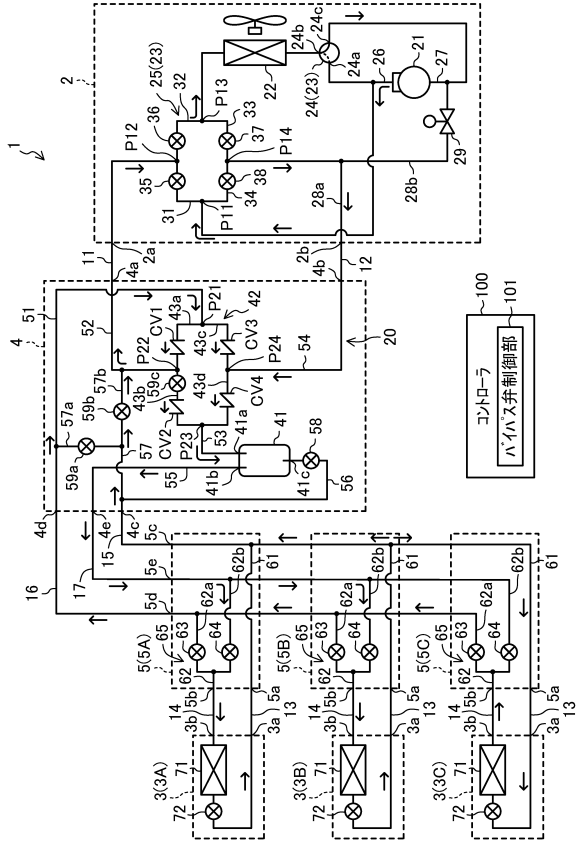 1
2
25(23)
32
36
P12
P13
35
31
P11
33
37
P14
38
34
22
24b
24c
24(23)
24a
26
21
27
29
28a
28b
11
2a
4a
2b
4b
12
4
51
52
43a
CV1
P21
42
P22
43c
57b
59b
43b
59c
CV3
P24
43d
CV4
57a
59a
57
CV2
P23
53
54
20
41a
41
41b
41c
58
55
56
4d
4e
4c
15
16
17
5c
5e
5d
100
101
コントローラ
バイパス弁制御部
5(5A)
65
63
62a
64
62b
61
62
5b
5a
14
13
3b
3a
3(3A)
71
72
5(5B)
65
63
62a
64
62b
61
62
5b
5a
14
13
3b
3a
3(3B)
71
72
5(5C)
65
63
62a
64
62b
61
62
5b
5a
14
13
3b
3a
3(3C)
71
72